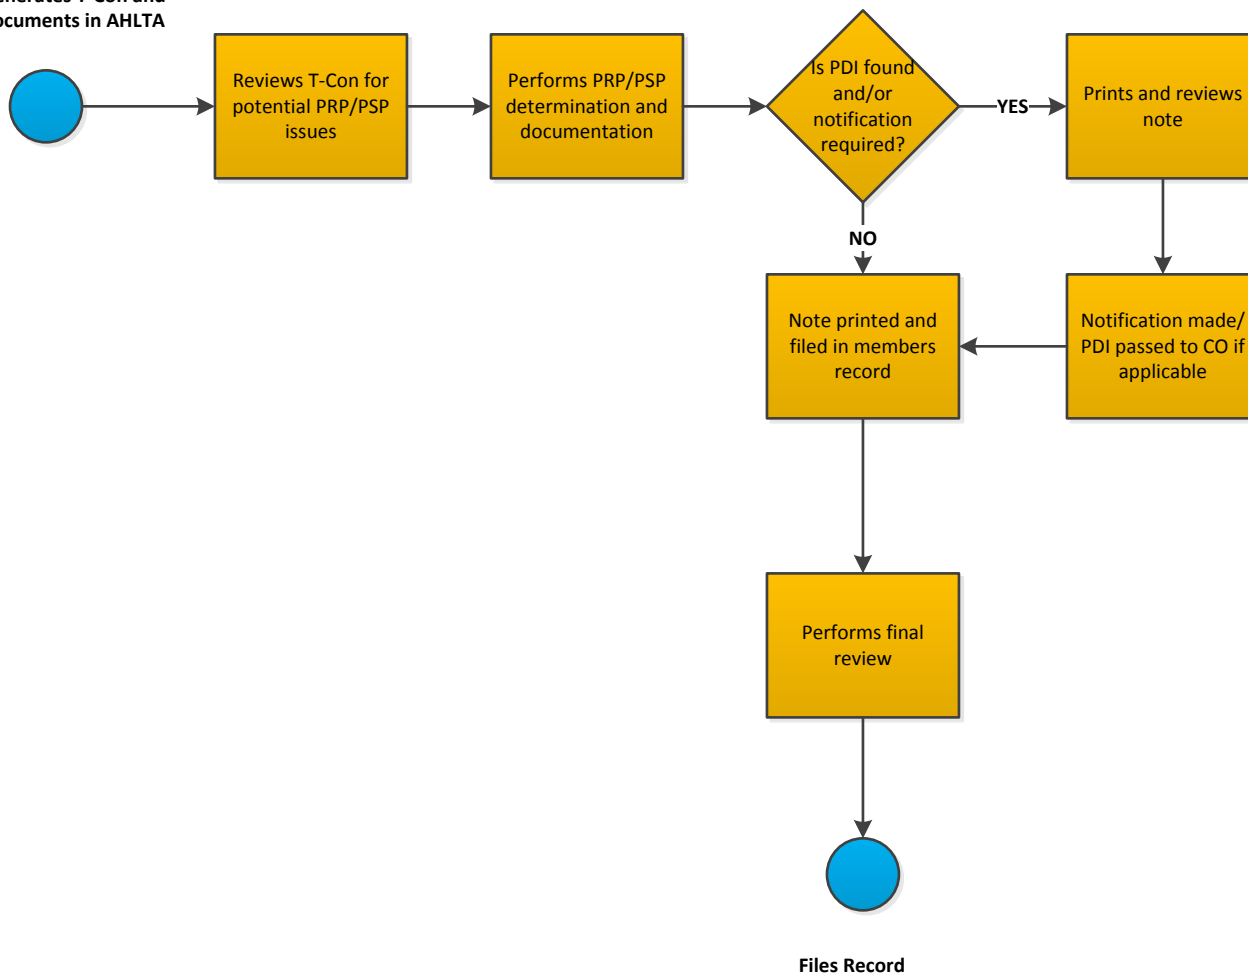 T-Con and
in AHLTA
Reviews T-Con for
potential PRP/PSP
issues
Performs PRP/PSP
determination and
documentation
Is PDI found
and/or
notification
required?
YES
Prints and reviews
note
NO
Note printed and
filed in members
record
Notification made/
PDI passed to CO if
applicable
Performs final
review
Files Record